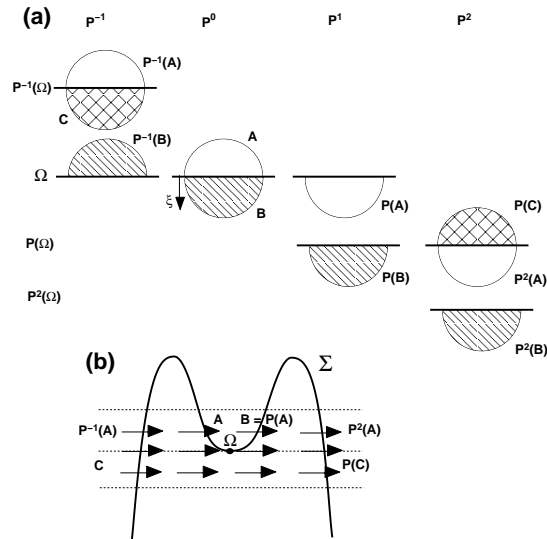 (a)
P⁻¹ P⁰ P¹ P²
P⁻¹(A)
P⁻¹(Ω)
C
P⁻¹(B)
A
Ω
ξ
B
P(A)
P(C)
P(Ω)
P(B)
P²(A)
P²(Ω)
P²(B)
(b)
Σ
P⁻¹(A) A B = P(A) P²(A)
Ω
C P(C)